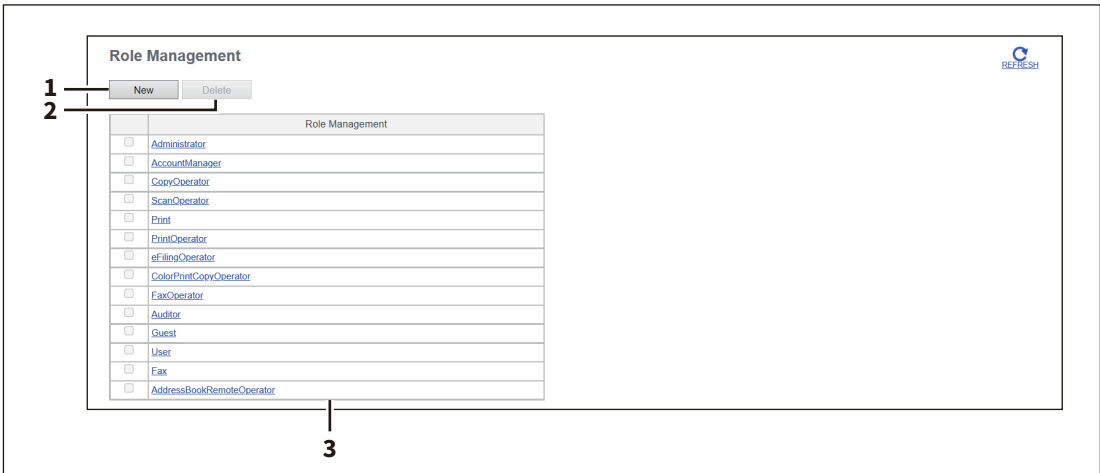 Role Management
REFRESH
1
New
Delete
2
Role Management
Administrator
AccountManager
CopyOperator
ScanOperator
Print
PrintOperator
eFilingOperator
ColorPrintCopyOperator
FaxOperator
Auditor
Guest
User
Fax
AddressBookRemoteOperator
3